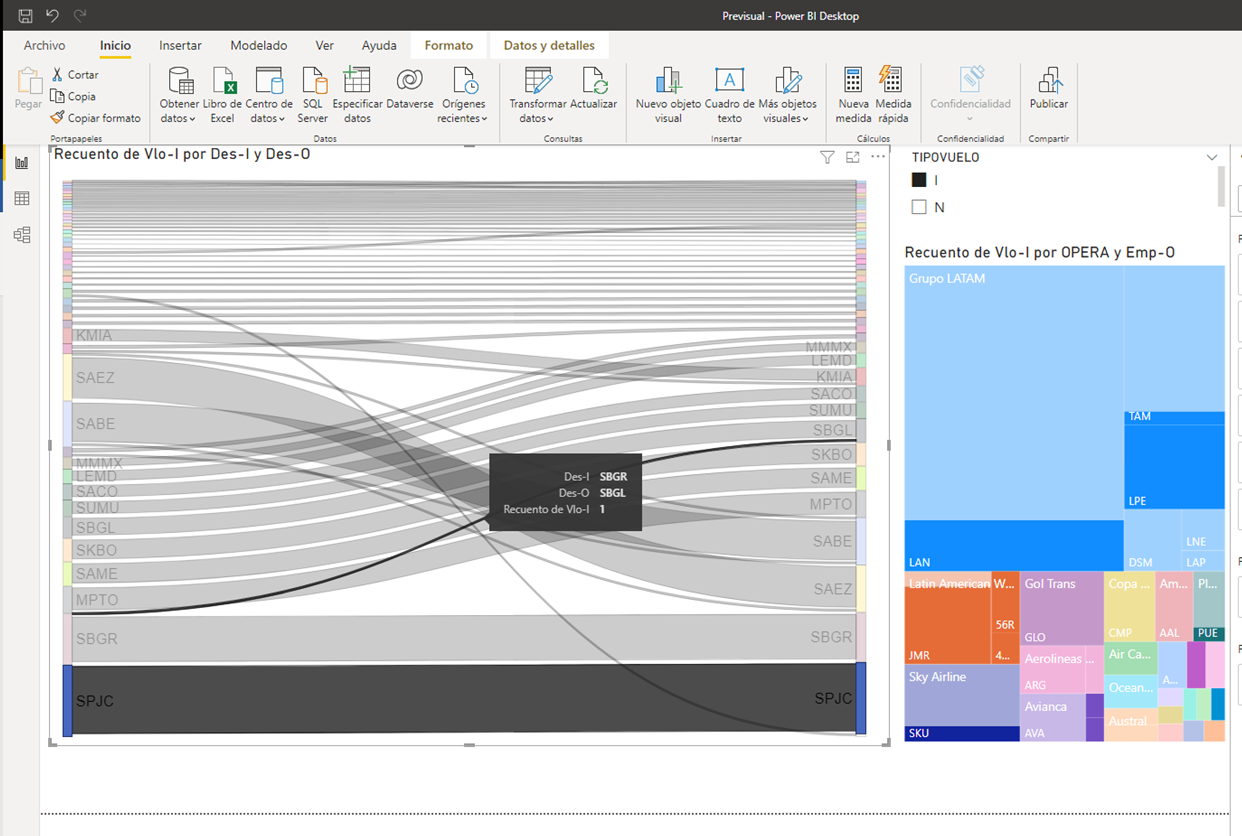 Previsual - Power BI Desktop
Archivo Inicio Insertar Modelado Ver Ayuda Formato Datos y detalles
Pegar
Cortar
Copia
Copiar formato
Portapapeles
Obtener datos
Libro de Excel
Centro de datos
SQL Server
Especificar datos
Dataverse
Orígenes recientes
Datos
Transformar datos
Actualizar
Consultas
Nuevo objeto visual
Cuadro de texto
Más objetos visuales
Insertar
Nueva medida
Medida rápida
Cálculos
Confidencialidad
Confidencialidad
Publicar
Compartir
Recuento de Vlo-I por Des-I y Des-O
KMIA
SAEZ
SABE
MMMX
LEMD
SACO
SUMU
SBGL
SKBO
SAME
MPTO
SBGR
SPJC
Des-I SBGR
Des-O SBGL
Recuento de Vlo-I 1
MMMX
LEMD
KMIA
SACO
SUMU
SBGL
SKBO
SAME
MPTO
SABE
SAEZ
SBGR
SPJC
TIPOVUELO
I
N
Recuento de Vlo-I por OPERA y Emp-O
Grupo LATAM
TAM
LPE
LAN
DSM
LNE
LAP
Latin American
W...
56R
JMR
4...
Sky Airline
SKU
Gol Trans
GLO
Aerolineas ...
ARG
Avianca
AVA
Copa ...
CMP
Am...
AAL
Pl...
PUE
Air Ca...
A...
Ocean...
Austral